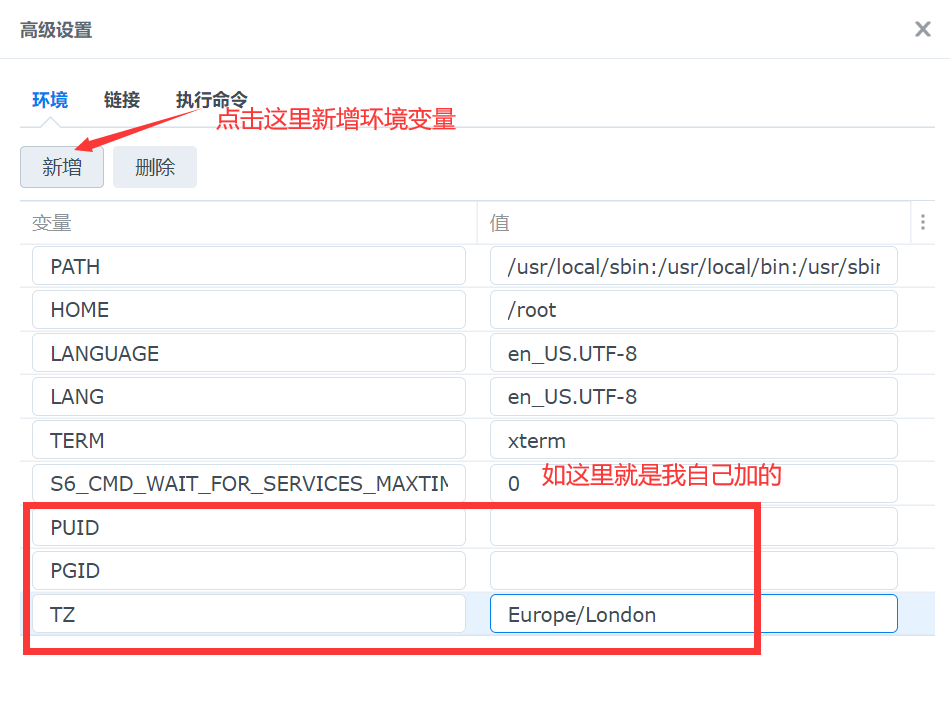 高级设置
环境 链接 执行命令
点击这里新增环境变量
新增 删除
变量 值
PATH /usr/local/sbin:/usr/local/bin:/usr/sbin
HOME /root
LANGUAGE en_US.UTF-8
LANG en_US.UTF-8
TERM xterm
S6_CMD_WAIT_FOR_SERVICES_MAXTIM 0 如这里就是我自己加的
PUID
PGID
TZ Europe/London